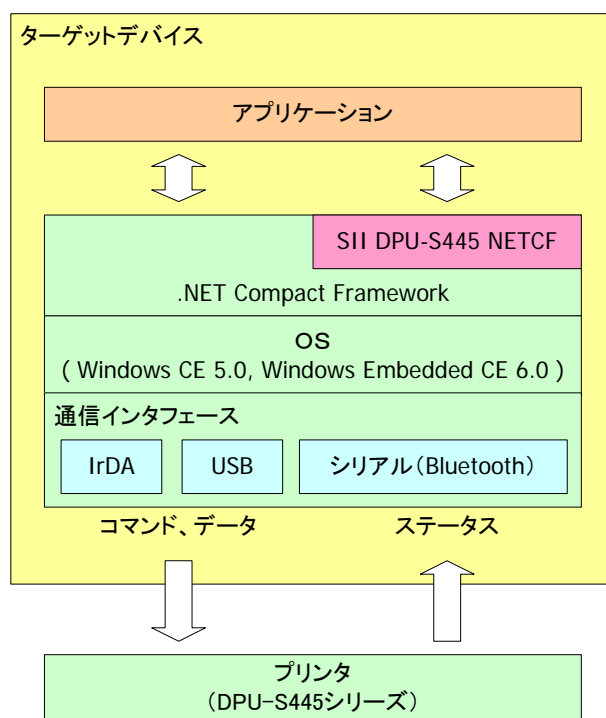 ターゲットデバイス
アプリケーション
SII DPU-S445 NETCF
.NET Compact Framework
OS
( Windows CE 5.0, Windows Embedded CE 6.0 )
通信インタフェース
IrDA
USB
シリアル(Bluetooth)
コマンド、データ
ステータス
プリンタ
(DPU-S445シリーズ)